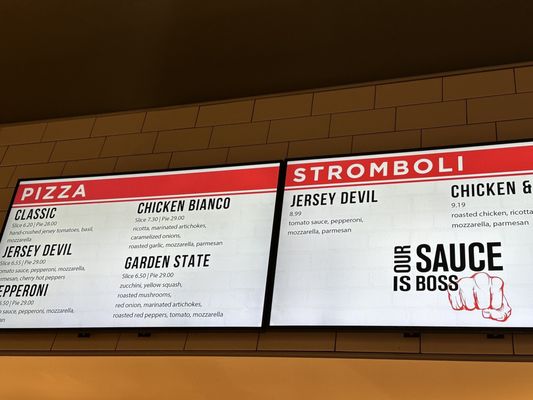 PIZZA
CLASSIC
Slice 6.20 | Pie 28.00
hand-crushed jersey tomatoes, basil,
mozzarella
JERSEY DEVIL
Slice 6.55 | Pie 29.00
tomato sauce, pepperoni, mozzarella,
parmesan, cherry hot peppers
EPPERONI
Slice 6.50 | Pie 29.00
sauce, pepperoni, mozzarella,
CHICKEN BIANCO
Slice 7.30 | Pie 29.00
ricotta, marinated artichokes,
caramelized onions,
roasted garlic, mozzarella, parmesan
GARDEN STATE
Slice 6.50 | Pie 29.00
zucchini, yellow squash,
roasted mushrooms,
red onion, marinated artichokes,
roasted red peppers, tomato, mozzarella
STROMBOLI
JERSEY DEVIL
8.99
tomato sauce, pepperoni,
mozzarella, parmesan
CHICKEN &
9.19
roasted chicken, ricotta
mozzarella, parmesan
OUR SAUCE
IS BOSS